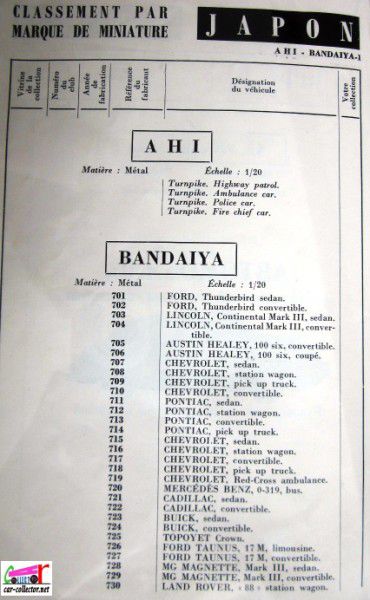 CLASSEMENT PAR
MARQUE DE MINIATURE
JAPON
AHI - BANDAIYA-1
Vitrine de la collection
Numéro du club
Année de fabrication
Référence du fabricant
Désignation du véhicule
Votre collection
AHI
Matière : Métal Échelle : 1/20
Turnpike. Highway patrol.
Turnpike. Ambulance car.
Turnpike. Police car.
Turnpike. Fire chief car.
BANDAIYA
Matière : Métal Échelle : 1/20
701 FORD, Thunderbird sedan.
702 FORD, Thunderbird convertible.
703 LINCOLN, Continental Mark III, sedan.
704 LINCOLN, Continental Mark III, conver-
tible.
705 AUSTIN HEALEY, 100 six, convertible.
706 AUSTIN HEALEY, 100 six, coupé.
707 CHEVROLET, sedan.
708 CHEVROLET, station wagon.
709 CHEVROLET, pick up truck.
710 CHEVROLET, convertible.
711 PONTIAC, sedan.
712 PONTIAC, station wagon.
713 PONTIAC, convertible.
714 PONTIAC, pick up truck.
715 CHEVROLET, sedan.
716 CHEVROLET, station wagon.
717 CHEVROLET, convertible.
718 CHEVROLET, pick up truck.
719 CHEVROLET, Red-Cross ambulance.
720 MERCÉDÈS BENZ, 0-319, bus.
721 CADILLAC, sedan.
722 CADILLAC, convertible.
723 BUICK, sedan.
724 BUICK, convertible.
725 TOPOYET Crown.
726 FORD TAUNUS, 17 M, limousine.
727 FORD TAUNUS, 17 M, convertible.
728 MG MAGNETTE, Mark III, sedan.
729 MG MAGNETTE, Mark III, convertible.
730 LAND ROVER, « 88 » station wagon.
car-collector.net